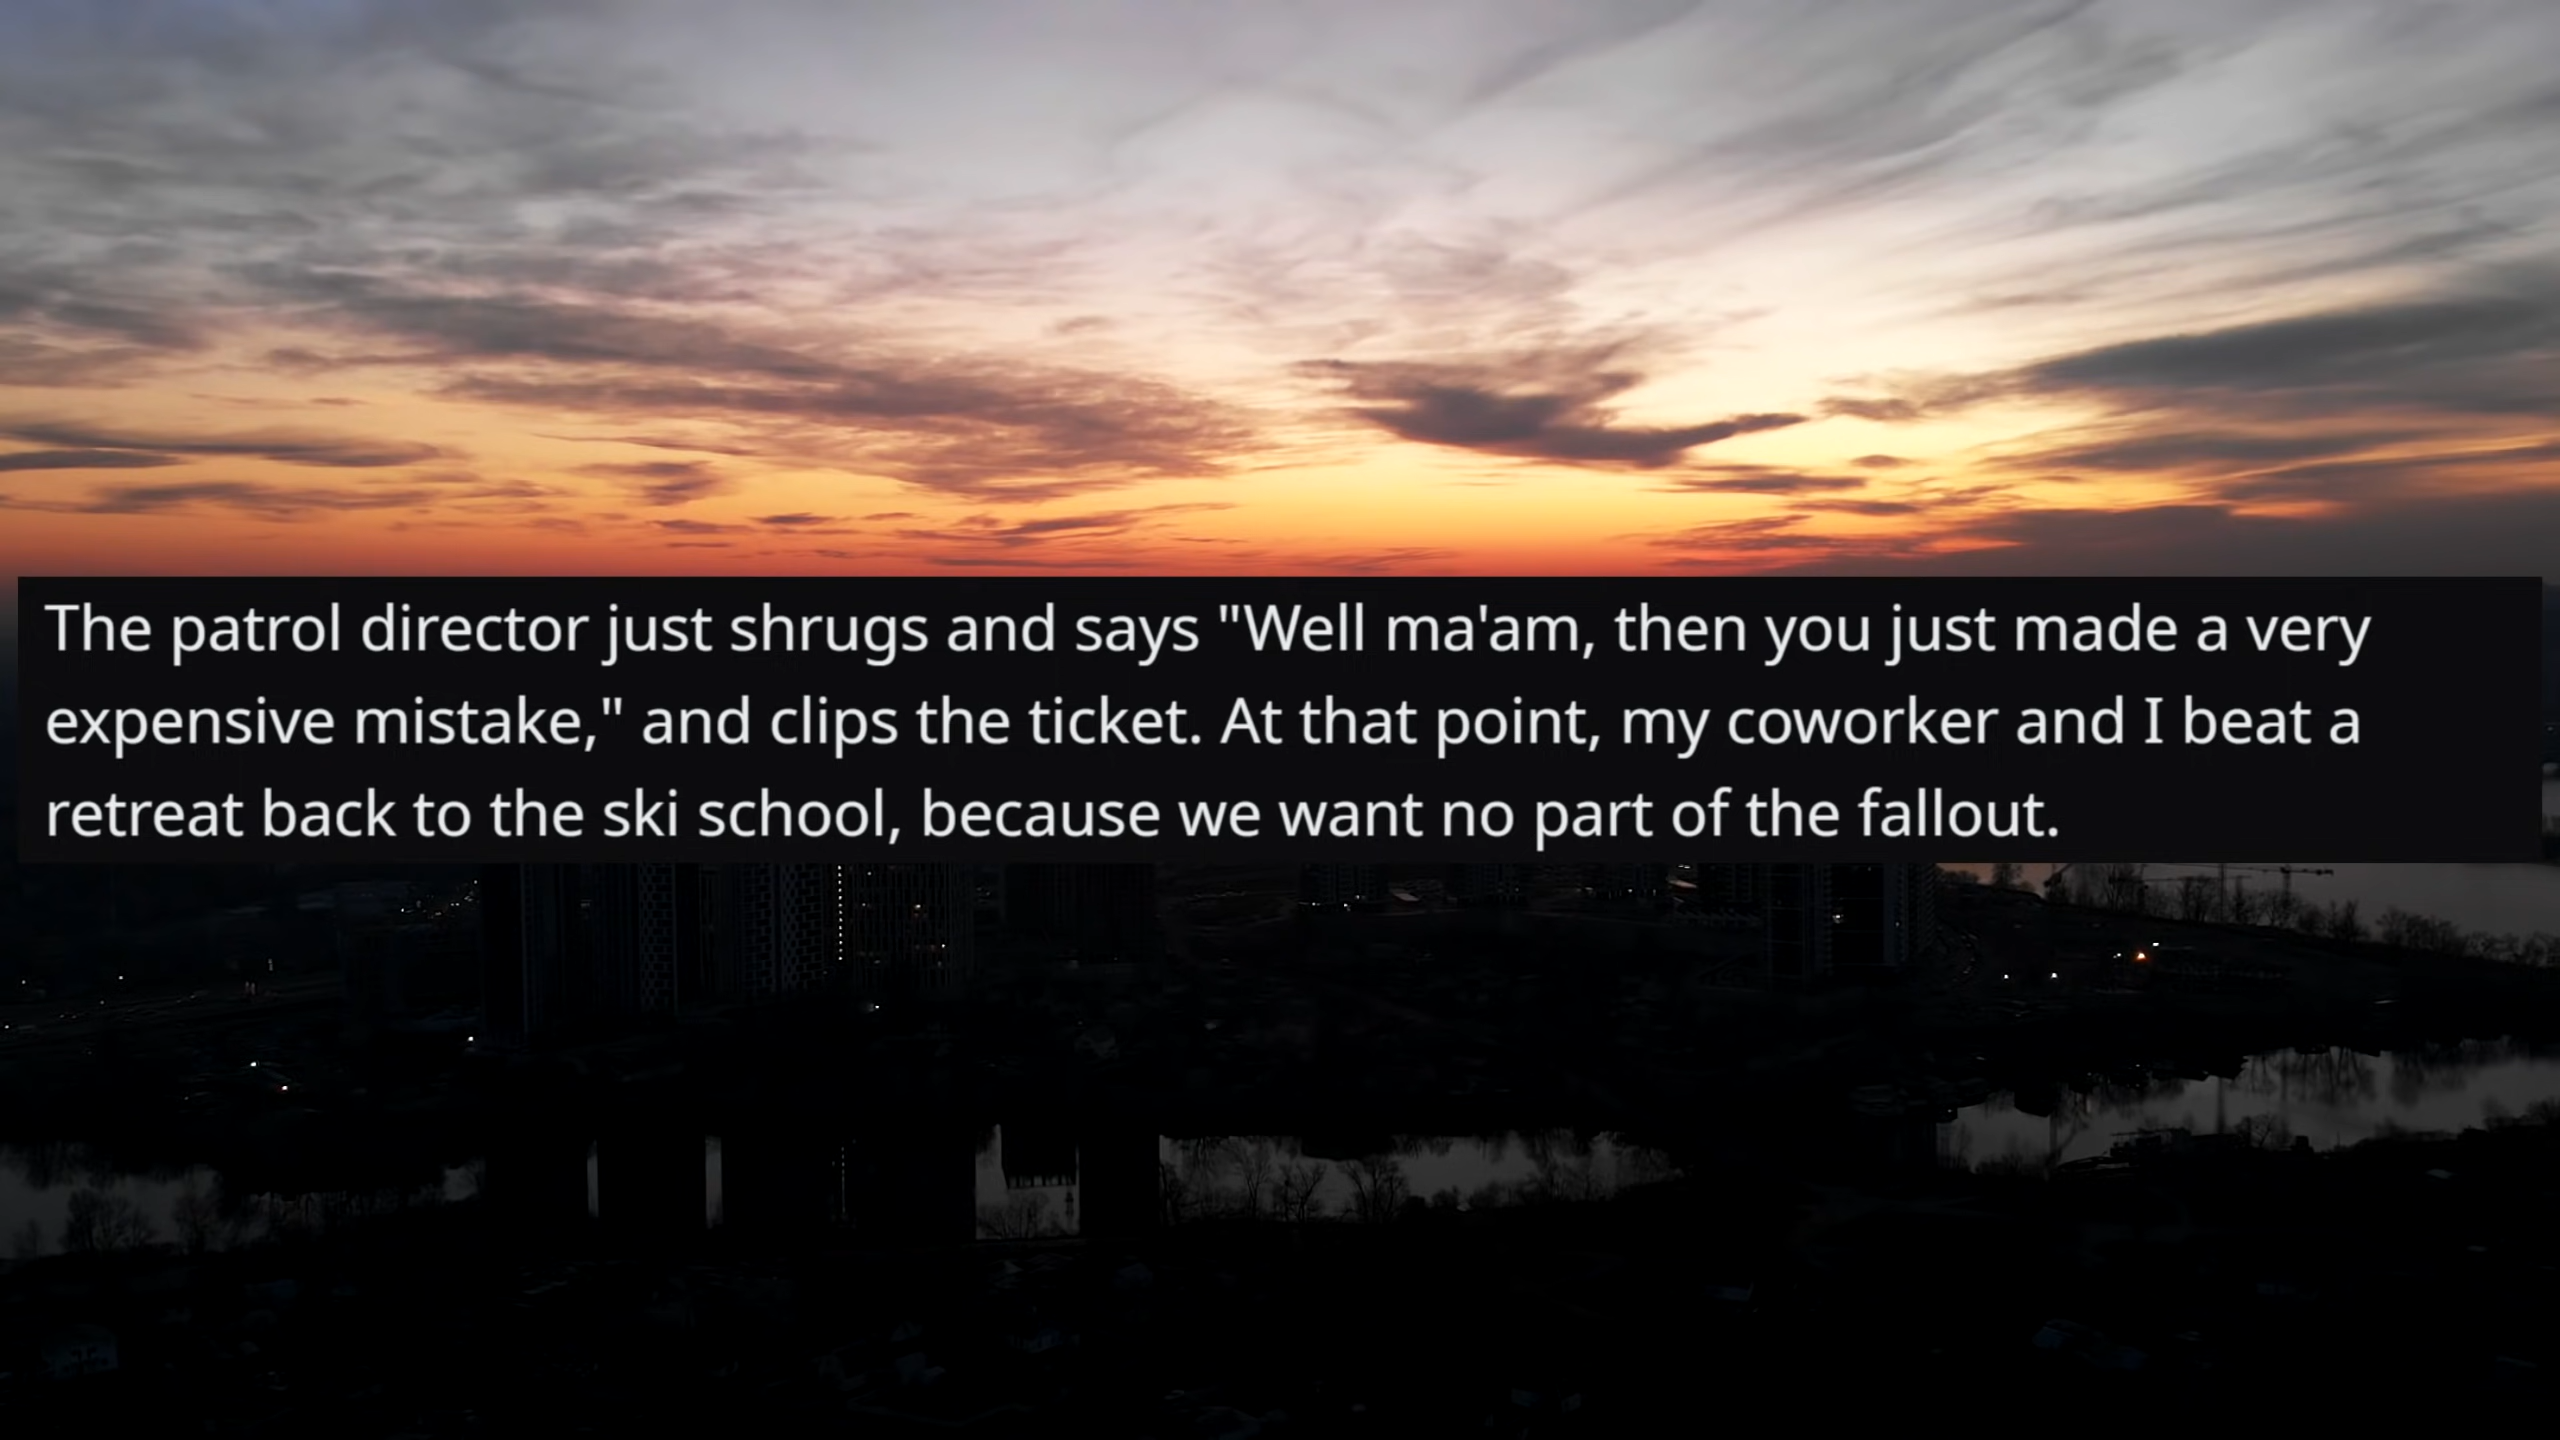 The patrol director just shrugs and says "Well ma'am, then you just made a very
expensive mistake," and clips the ticket. At that point, my coworker and I beat a
retreat back to the ski school, because we want no part of the fallout.